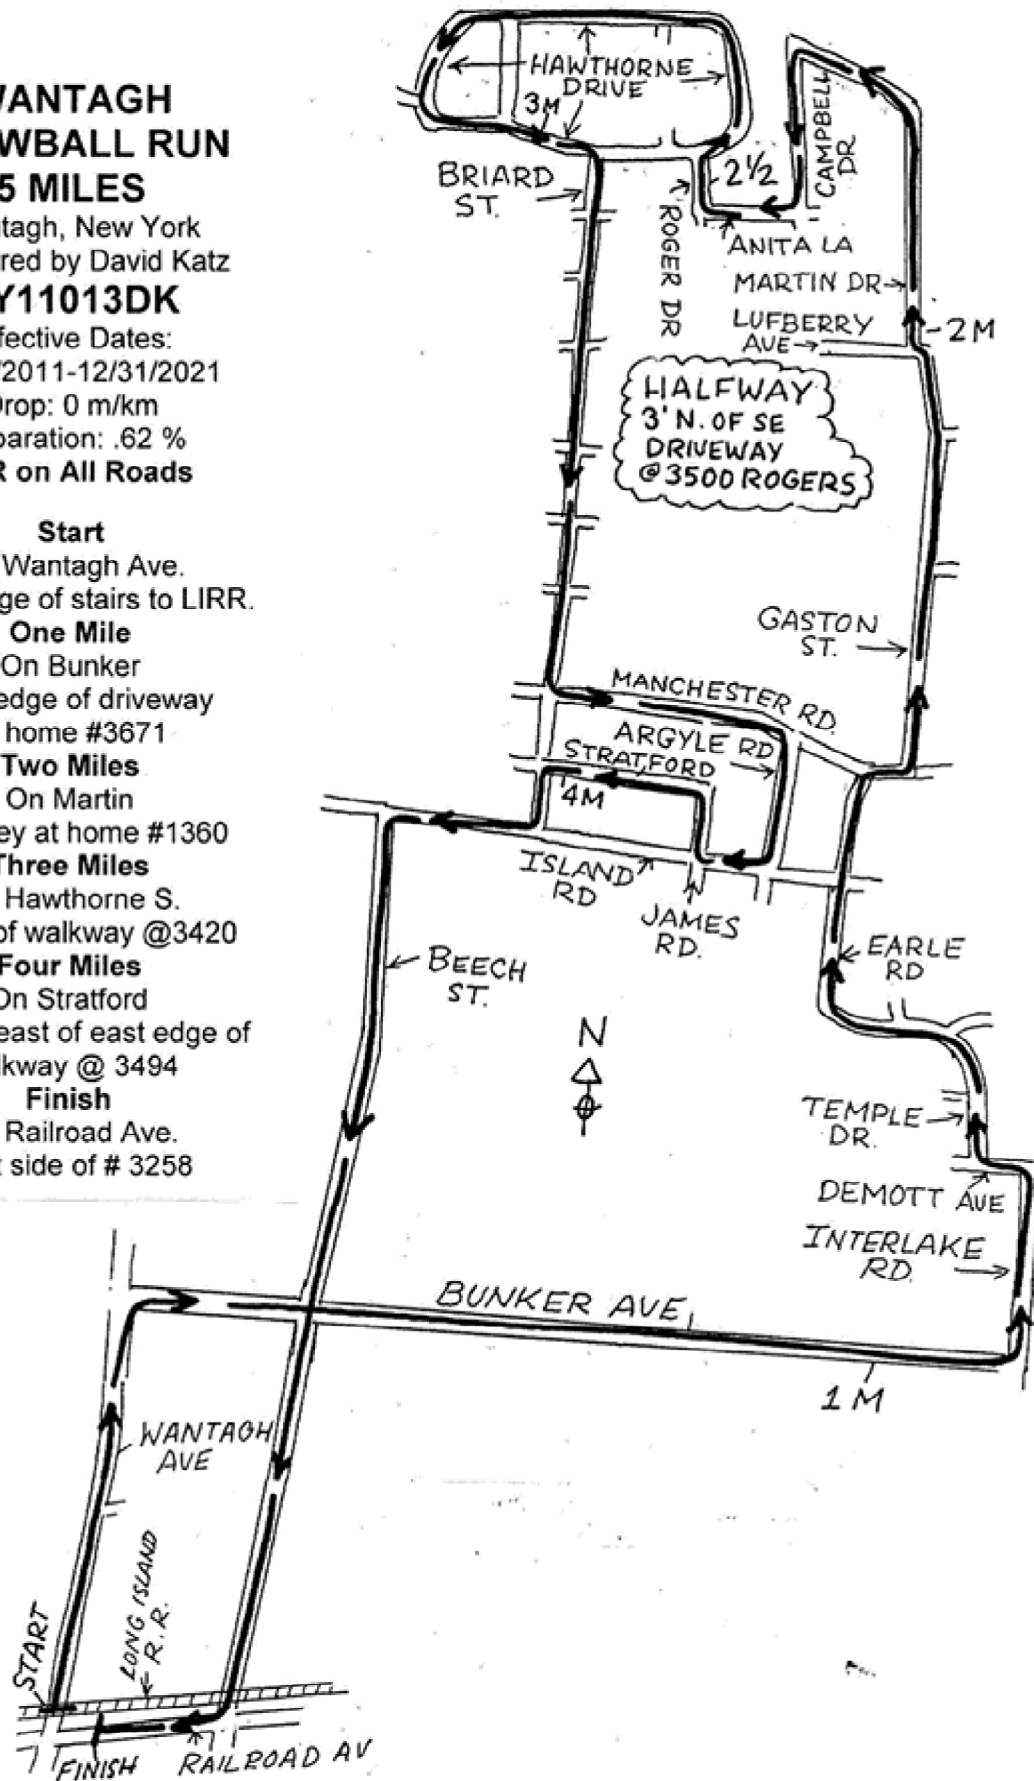 WANTAGH
WBALL RUN
5 MILES
tagh, New York
red by David Katz
Y11013DK
fective Dates:
/2011-12/31/2021
Drop: 0 m/km
paration: .62 %
R on All Roads
Start
Wantagh Ave.
ge of stairs to LIRR.
One Mile
On Bunker
edge of driveway
home #3671
Two Miles
On Martin
ey at home #1360
Three Miles
Hawthorne S.
of walkway @3420
Four Miles
On Stratford
east of east edge of
lkway @ 3494
Finish
Railroad Ave.
t side of # 3258
HAWTHORNE
DRIVE
3M
BRIARD
ST.
2 1/2
CAMPBELL
DR
ROGER DR
ANITA LA
MARTIN DR
LUFBERRY
AVE
2M
HALFWAY
3' N. OF SE
DRIVEWAY
@ 3500 ROGERS
GASTON
ST.
MANCHESTER RD.
ARGYLE RD
STRATFORD
4M
ISLAND
RD
JAMES
RD.
BEECH
ST.
EARLE
RD
N
TEMPLE
DR.
DEMOTT AVE
INTERLAKE
RD.
BUNKER AVE
1 M
WANTAGH
AVE
LONG ISLAND
R.R.
START
FINISH
RAILROAD AV